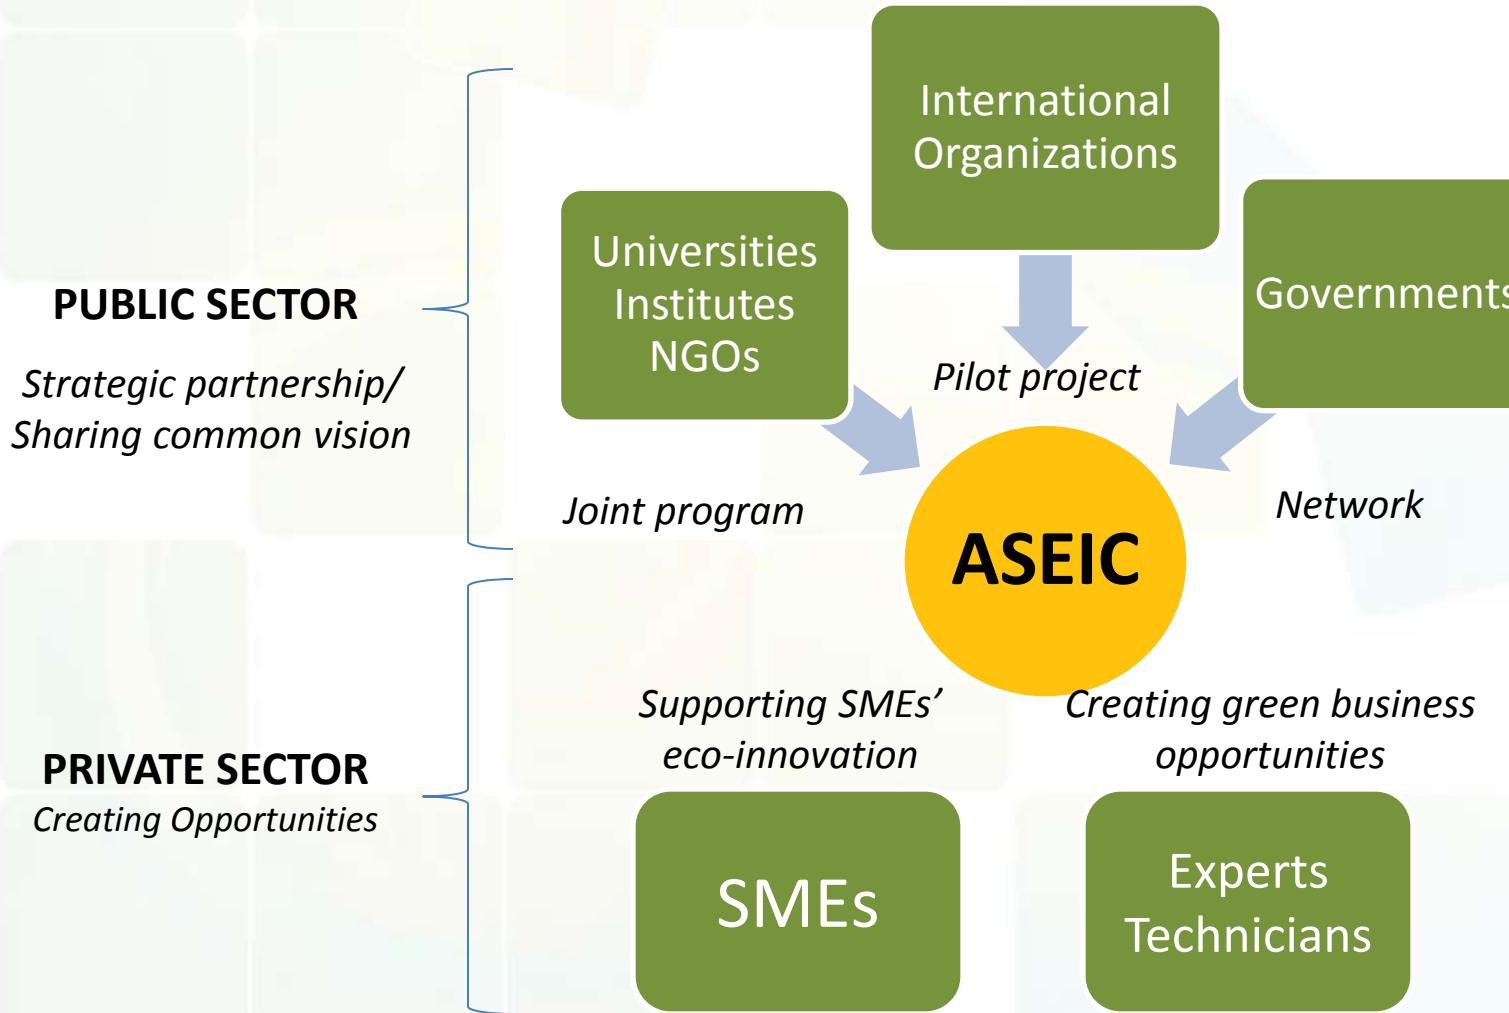 International
Organizations
Universities
Institutes
NGOs
Governments
PUBLIC SECTOR
Strategic partnership/
Sharing common vision
Pilot project
Joint program
Network
ASEIC
Supporting SMEs’
eco-innovation
Creating green business
opportunities
PRIVATE SECTOR
Creating Opportunities
SMEs
Experts
Technicians